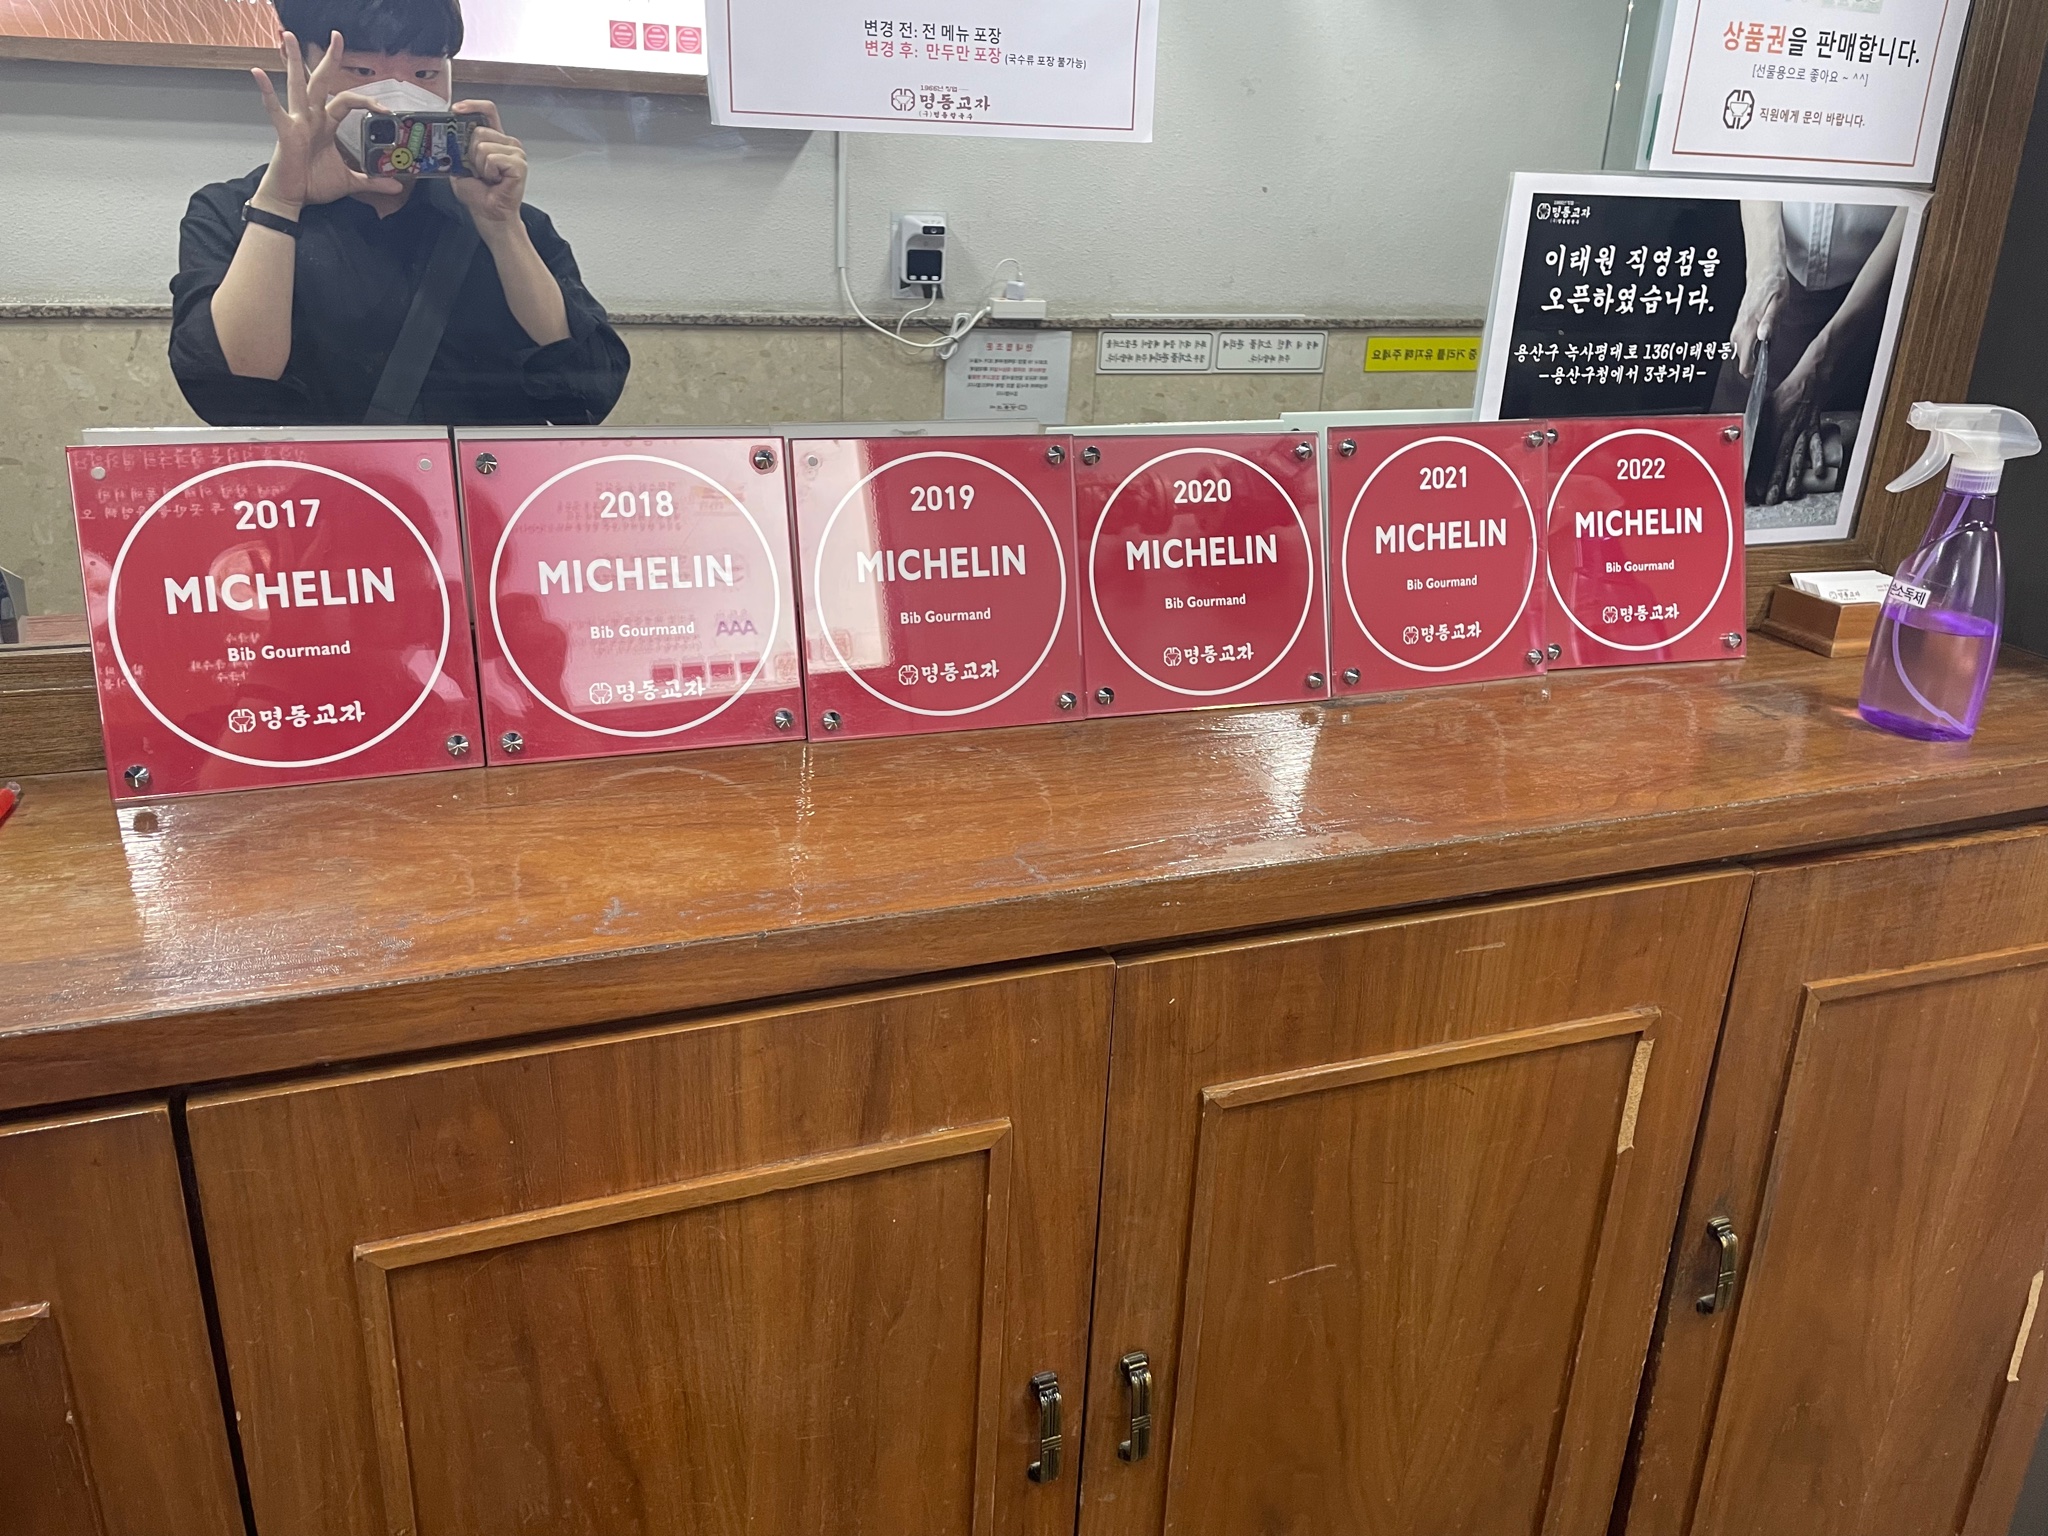 변경 전: 전 메뉴 포장
변경 후: 만두만 포장 (국수류 포장 불가능)
1966년 창업
명동교자
(구)명동칼국수
상품권을 판매합니다.
[선물용으로 좋아요 ~ ^^]
직원에게 문의 바랍니다.
명동교자
이태원 직영점을
오픈하였습니다.
용산구 녹사평대로 136(이태원동)
-용산구청에서 3분거리-
2017
MICHELIN
Bib Gourmand
명동교자
2018
MICHELIN
Bib Gourmand
명동교자
2019
MICHELIN
Bib Gourmand
명동교자
2020
MICHELIN
Bib Gourmand
명동교자
2021
MICHELIN
Bib Gourmand
명동교자
2022
MICHELIN
Bib Gourmand
명동교자
손소독제